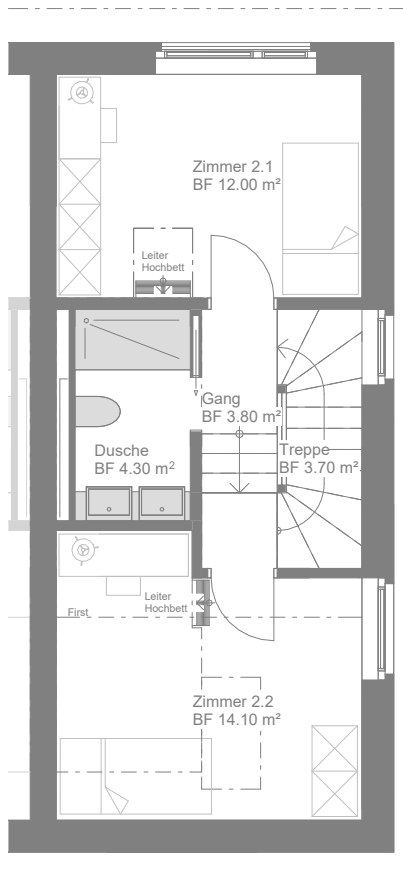 Zimmer 2.1
BF 12.00 m²
Leiter
Hochbett
Gang
BF 3.80 m²
Dusche
BF 4.30 m²
Treppe
BF 3.70 m²
Leiter
Hochbett
First
Zimmer 2.2
BF 14.10 m²